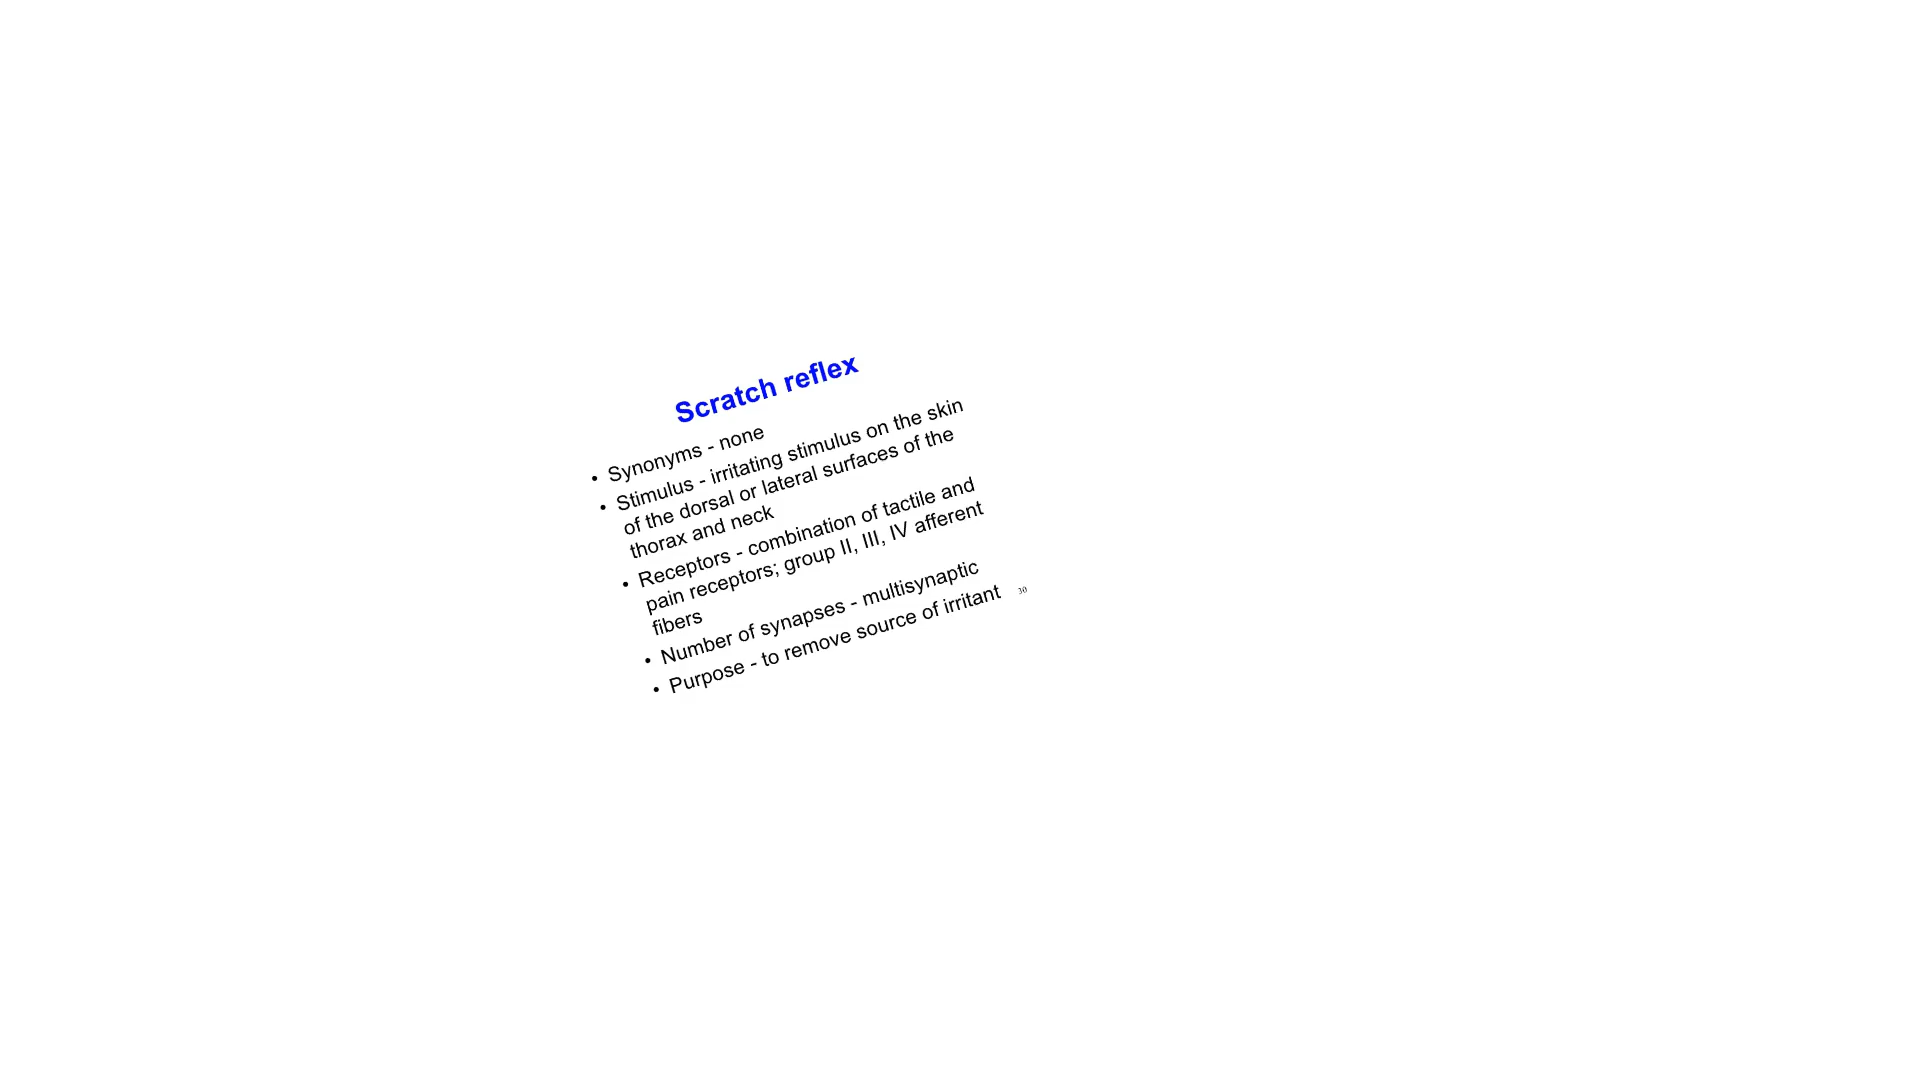 Scratch reflex
• Synonyms - none
• Stimulus - irritating stimulus on the skin
of the dorsal or lateral surfaces of the
thorax and neck
• Receptors - combination of tactile and
pain receptors; group II, III, IV afferent
fibers
• Number of synapses - multisynaptic
• Purpose - to remove source of irritant
30